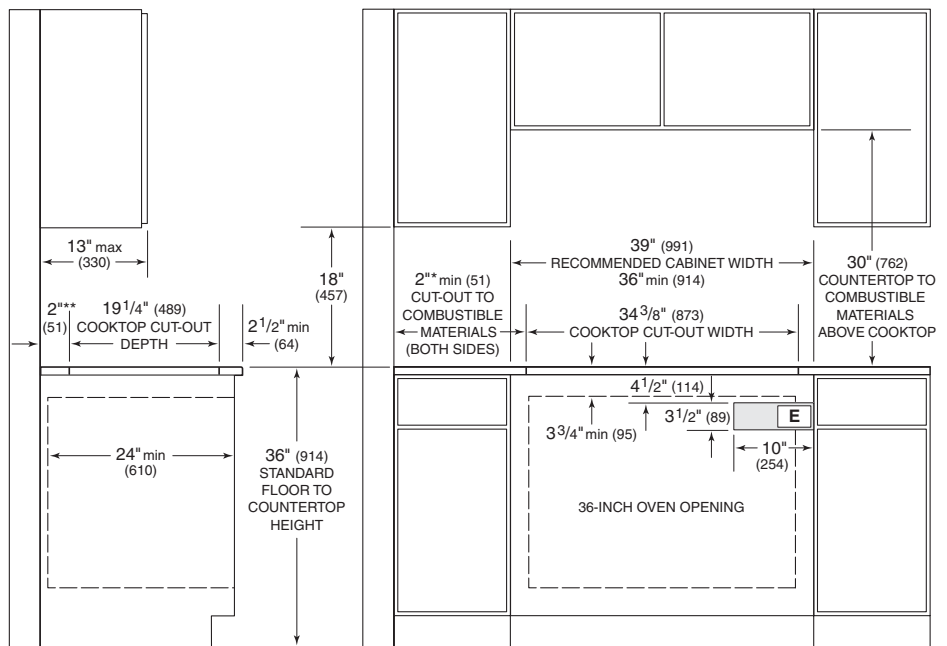 13" max
(330)
2"**
(51)
19 1/4" (489)
COOKTOP CUT-OUT
DEPTH
2 1/2" min
(64)
18"
(457)
24" min
(610)
36" (914)
STANDARD
FLOOR TO
COUNTERTOP
HEIGHT
2"* min (51)
CUT-OUT TO
COMBUSTIBLE
MATERIALS
(BOTH SIDES)
39" (991)
RECOMMENDED CABINET WIDTH
36" min (914)
34 3/8" (873)
COOKTOP CUT-OUT WIDTH
30" (762)
COUNTERTOP TO
COMBUSTIBLE
MATERIALS
ABOVE COOKTOP
4 1/2" (114)
3 1/2" (89)
E
3 3/4" min (95)
10"
(254)
36-INCH OVEN OPENING